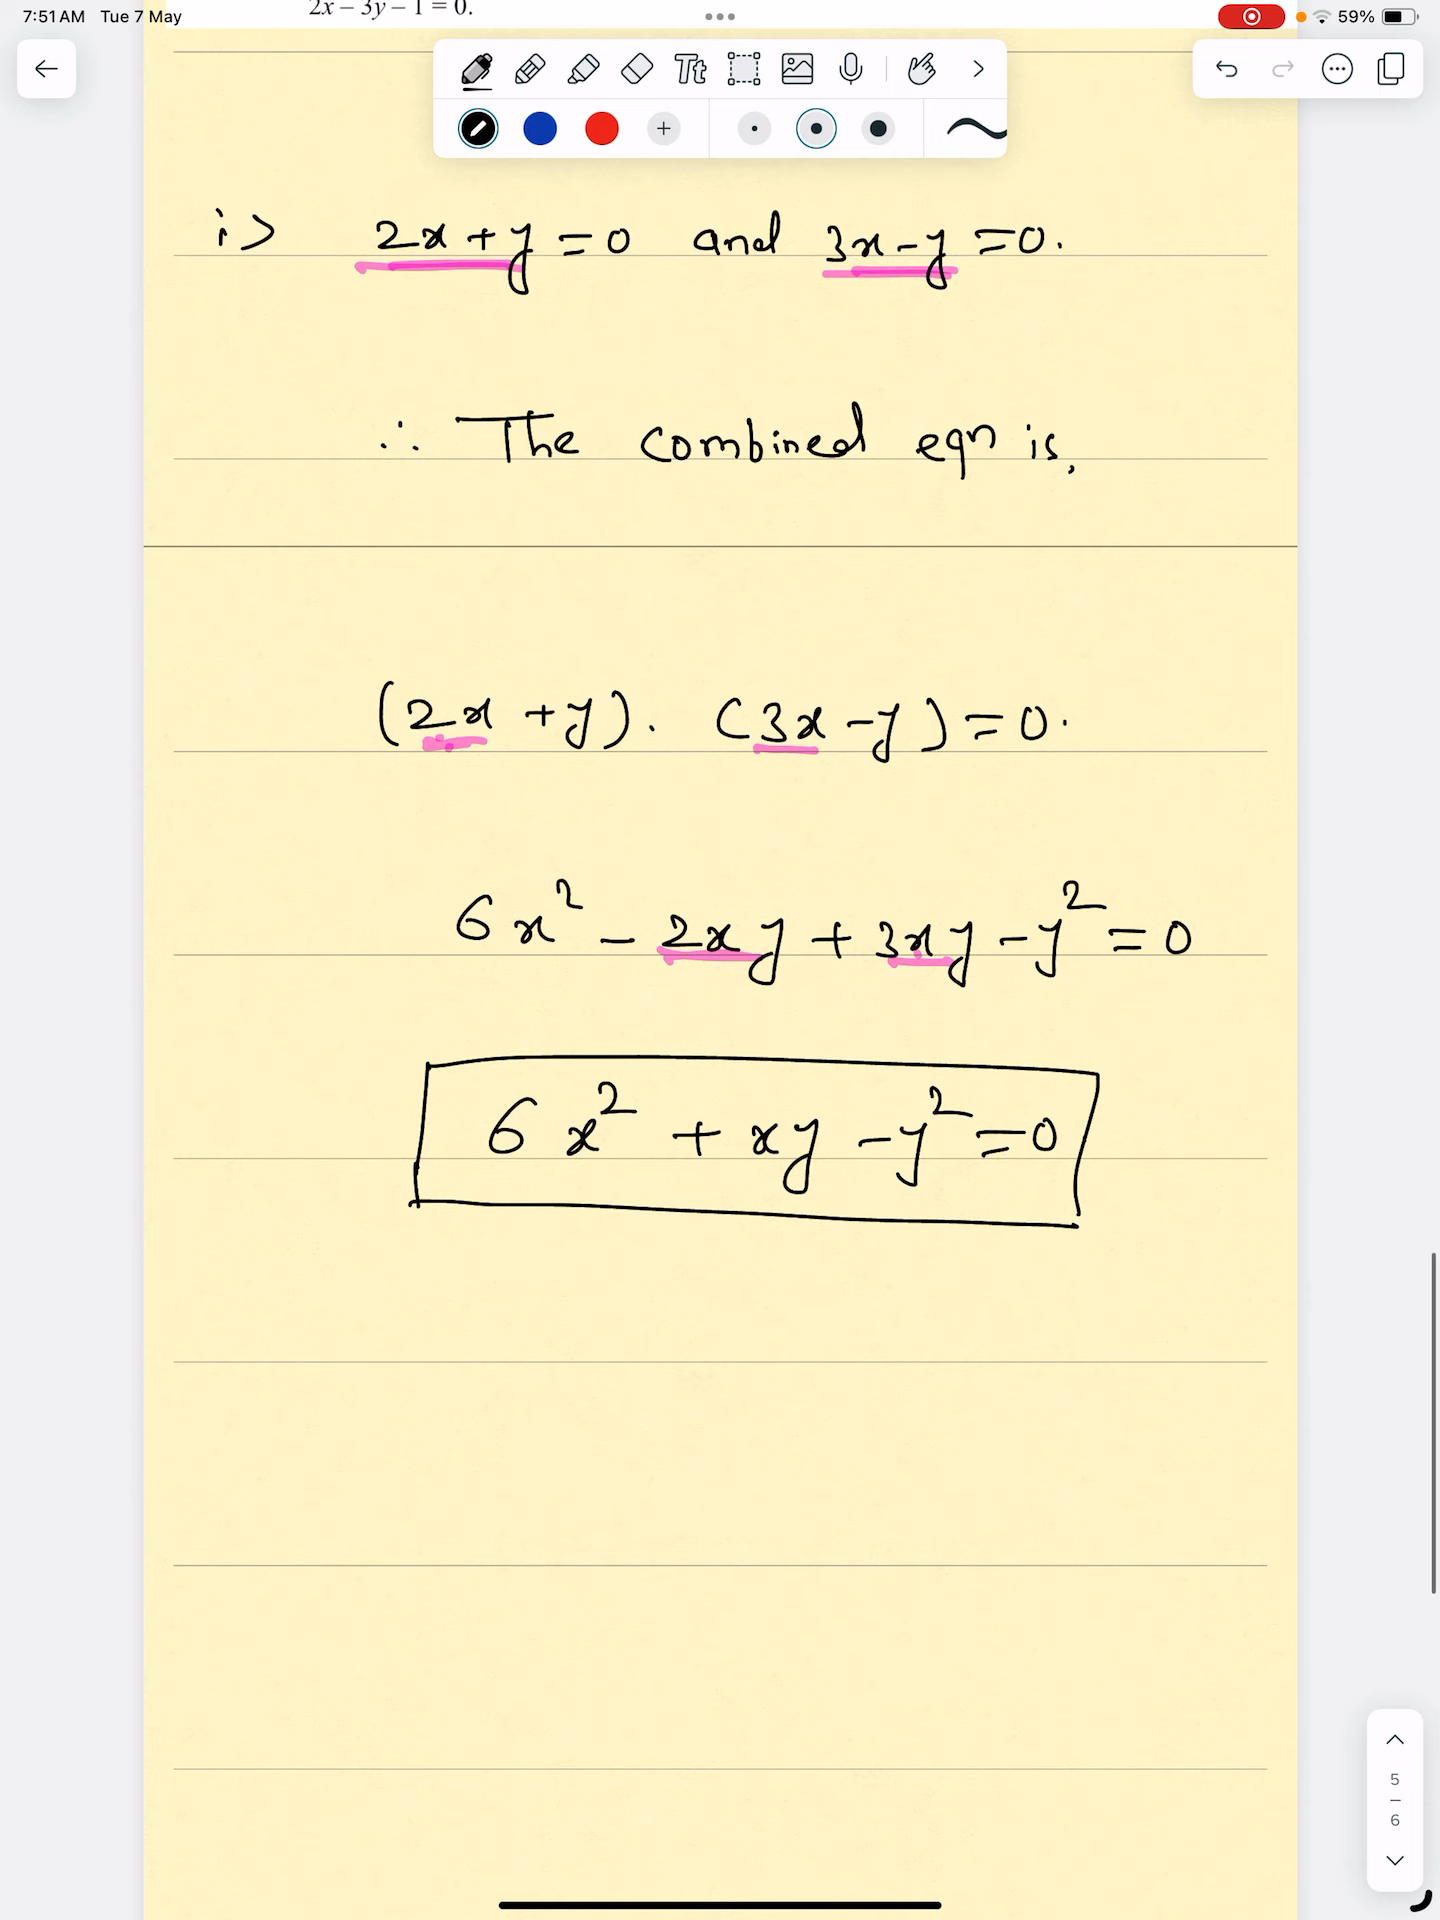 7:51 AM Tue 7 May
59%
2x – 3y – 1 = 0.
Tt
i> 2x + y = 0 and 3x - y = 0.
∴ The combined eqn is,
(2x + y). (3x - y) = 0.
6x² - 2xy + 3xy - y² = 0
6x² + xy - y² = 0
5
6